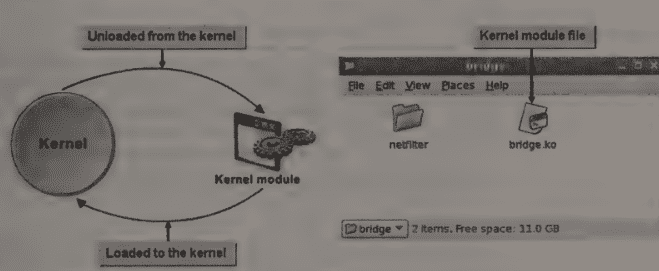 Unloaded from the kernel
Kernel
Kernel module
Loaded to the kernel
Kernel module file
bridge
File Edit View Places Help
netfilter
bridge.ko
bridge 2 items, Free space: 11.0 GB